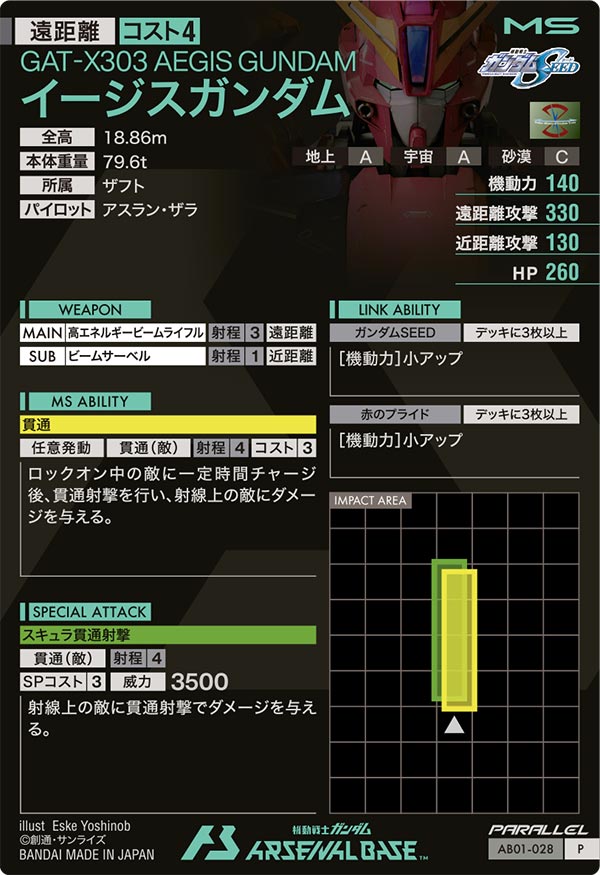 遠距離 コスト4 MS
GAT-X303 AEGIS GUNDAM
イージスガンダム
機動戦士ガンダムSEED
全高 18.86m
本体重量 79.6t
所属 ザフト
パイロット アスラン・ザラ
地上 A 宇宙 A 砂漠 C
機動力 140
遠距離攻撃 330
近距離攻撃 130
HP 260
WEAPON
MAIN 高エネルギービームライフル 射程 3 遠距離
SUB ビームサーベル 射程 1 近距離
MS ABILITY
貫通
任意発動 貫通(敵) 射程 4 コスト 3
ロックオン中の敵に一定時間チャージ
後、貫通射撃を行い、射線上の敵にダメー
ジを与える。
SPECIAL ATTACK
スキュラ貫通射撃
貫通(敵) 射程 4
SPコスト 3 威力 3500
射線上の敵に貫通射撃でダメージを与え
る。
LINK ABILITY
ガンダムSEED デッキに3枚以上
[機動力]小アップ
赤のプライド デッキに3枚以上
[機動力]小アップ
IMPACT AREA
illust Eske Yoshinob
©創通・サンライズ
BANDAI MADE IN JAPAN
機動戦士ガンダム
AB ARSENAL BASE™
PARALLEL
AB01-028 P